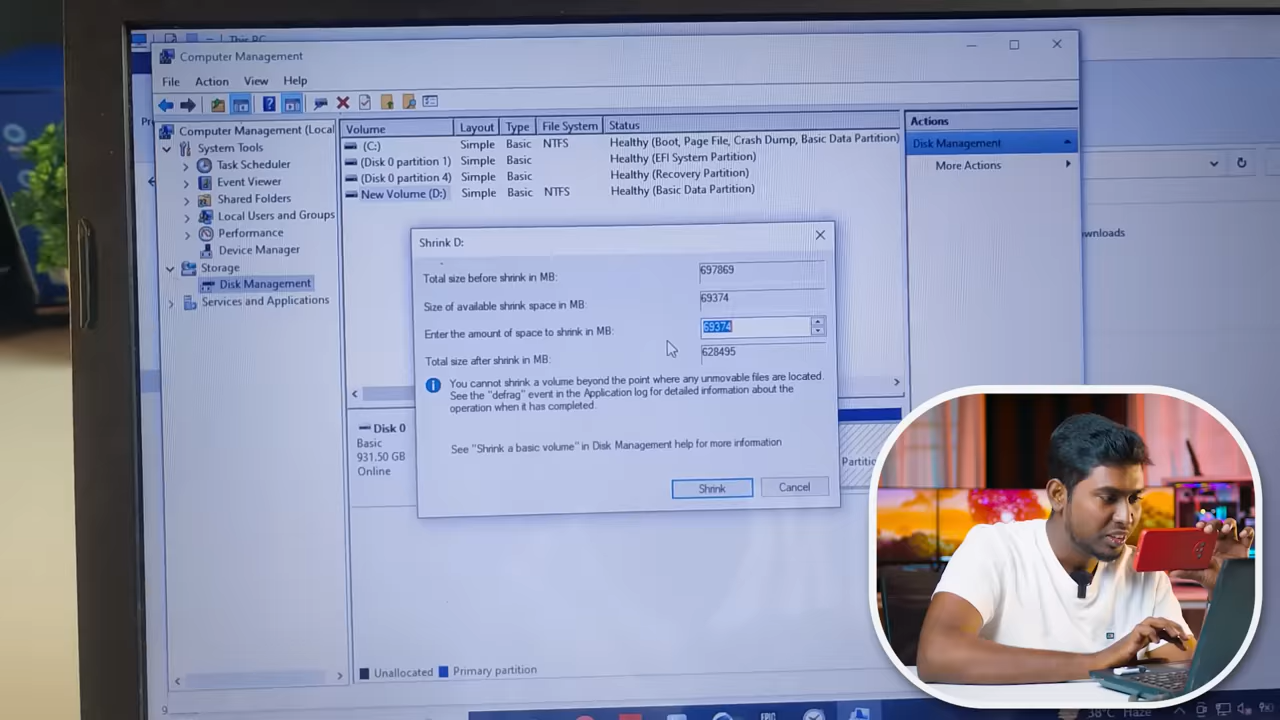 This PC
Computer Management
File Action View Help
Computer Management (Local
System Tools
Task Scheduler
Event Viewer
Shared Folders
Local Users and Groups
Performance
Device Manager
Storage
Disk Management
Services and Applications
Volume Layout Type File System Status
(C:) Simple Basic NTFS Healthy (Boot, Page File, Crash Dump, Basic Data Partition)
(Disk 0 partition 1) Simple Basic Healthy (EFI System Partition)
(Disk 0 partition 4) Simple Basic Healthy (Recovery Partition)
New Volume (D:) Simple Basic NTFS Healthy (Basic Data Partition)
Actions
Disk Management
More Actions
wnloads
Shrink D:
Total size before shrink in MB: 697869
Size of available shrink space in MB: 69374
Enter the amount of space to shrink in MB: 69374
Total size after shrink in MB: 628495
You cannot shrink a volume beyond the point where any unmovable files are located.
See the "defrag" event in the Application log for detailed information about the
operation when it has completed.
See "Shrink a basic volume" in Disk Management help for more information
Shrink Cancel
Disk 0
Basic
931.50 GB
Online
Partitio
Unallocated Primary partition
38°C Haze